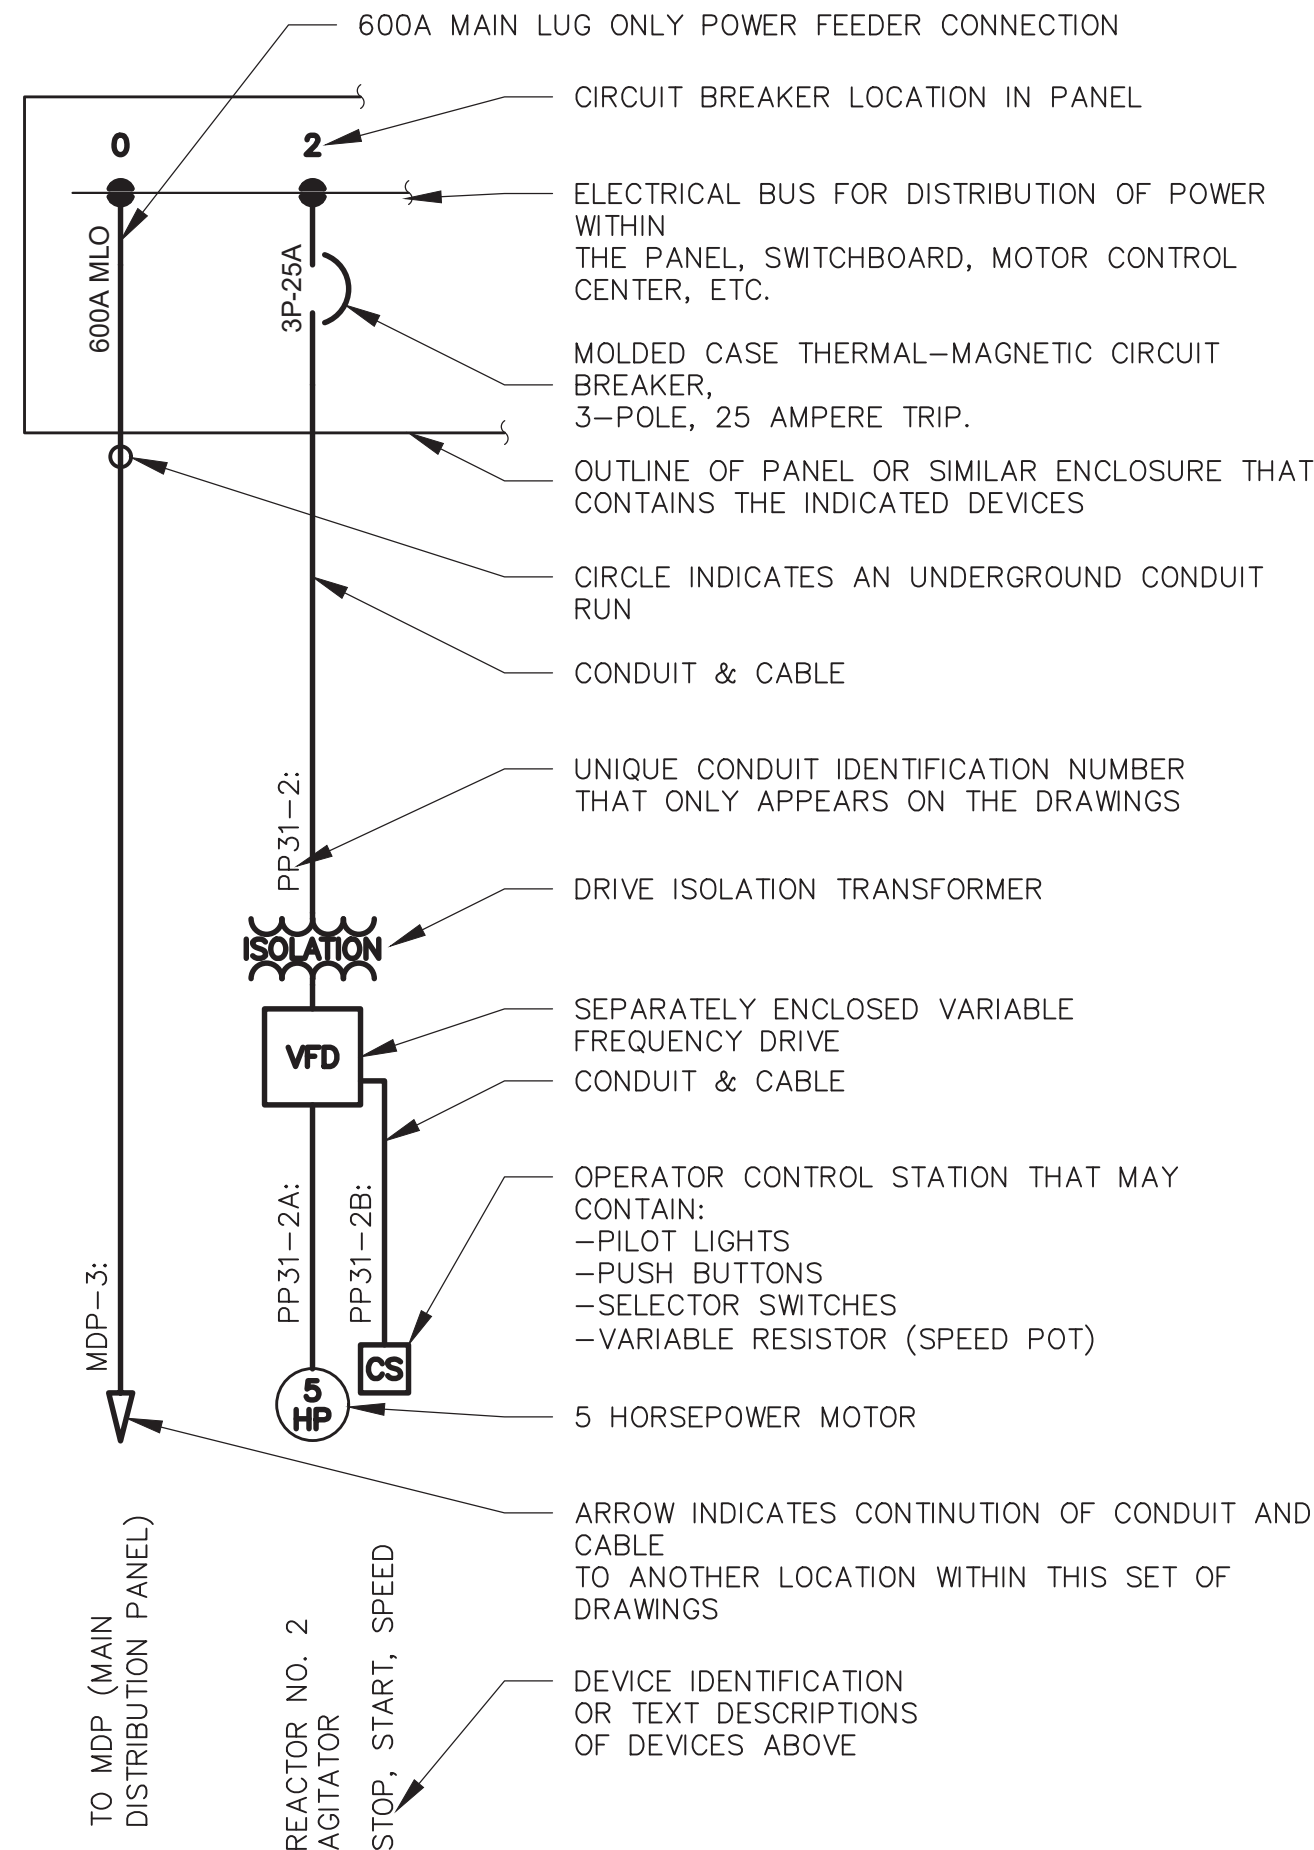 600A MAIN LUG ONLY POWER FEEDER CONNECTION
CIRCUIT BREAKER LOCATION IN PANEL
0
2
ELECTRICAL BUS FOR DISTRIBUTION OF POWER
WITHIN
THE PANEL, SWITCHBOARD, MOTOR CONTROL
CENTER, ETC.
600A MLO
3P-25A
MOLDED CASE THERMAL-MAGNETIC CIRCUIT
BREAKER,
3-POLE, 25 AMPERE TRIP.
OUTLINE OF PANEL OR SIMILAR ENCLOSURE THAT
CONTAINS THE INDICATED DEVICES
CIRCLE INDICATES AN UNDERGROUND CONDUIT
RUN
CONDUIT & CABLE
UNIQUE CONDUIT IDENTIFICATION NUMBER
THAT ONLY APPEARS ON THE DRAWINGS
PP31-2:
DRIVE ISOLATION TRANSFORMER
ISOLATION
SEPARATELY ENCLOSED VARIABLE
FREQUENCY DRIVE
VFD
CONDUIT & CABLE
OPERATOR CONTROL STATION THAT MAY
CONTAIN:
-PILOT LIGHTS
-PUSH BUTTONS
-SELECTOR SWITCHES
-VARIABLE RESISTOR (SPEED POT)
MDP-3:
PP31-2A:
PP31-2B:
CS
5
HP
5 HORSEPOWER MOTOR
ARROW INDICATES CONTINUTION OF CONDUIT AND
CABLE
TO ANOTHER LOCATION WITHIN THIS SET OF
DRAWINGS
TO MDP (MAIN
DISTRIBUTION PANEL)
REACTOR NO. 2
AGITATOR
STOP, START, SPEED
DEVICE IDENTIFICATION
OR TEXT DESCRIPTIONS
OF DEVICES ABOVE